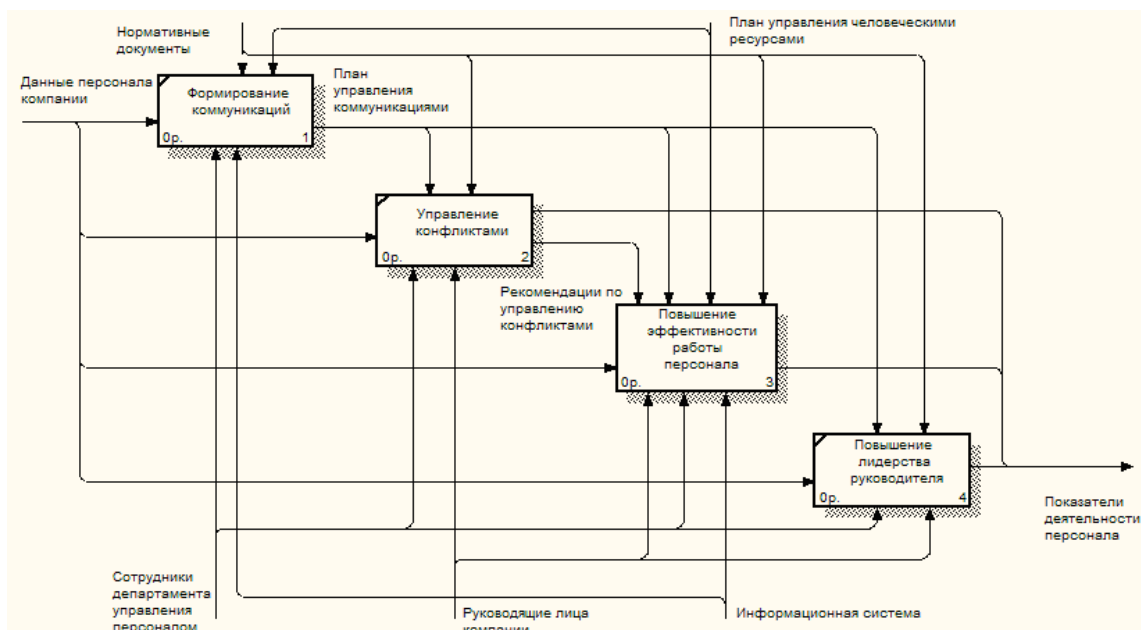 Нормативные
документы
План управления человеческими
ресурсами
Данные персонала
компании
Формирование
коммуникаций
0р. 1
План
управления
коммуникациями
Управление
конфликтами
0р. 2
Рекомендации по
управлению
конфликтами
Повышение
эффективности
работы
персонала
0р. 3
Повышение
лидерства
руководителя
0р. 4
Показатели
деятельности
персонала
Сотрудники
департамента
управления
персоналом
Руководящие лица
компании
Информационная система